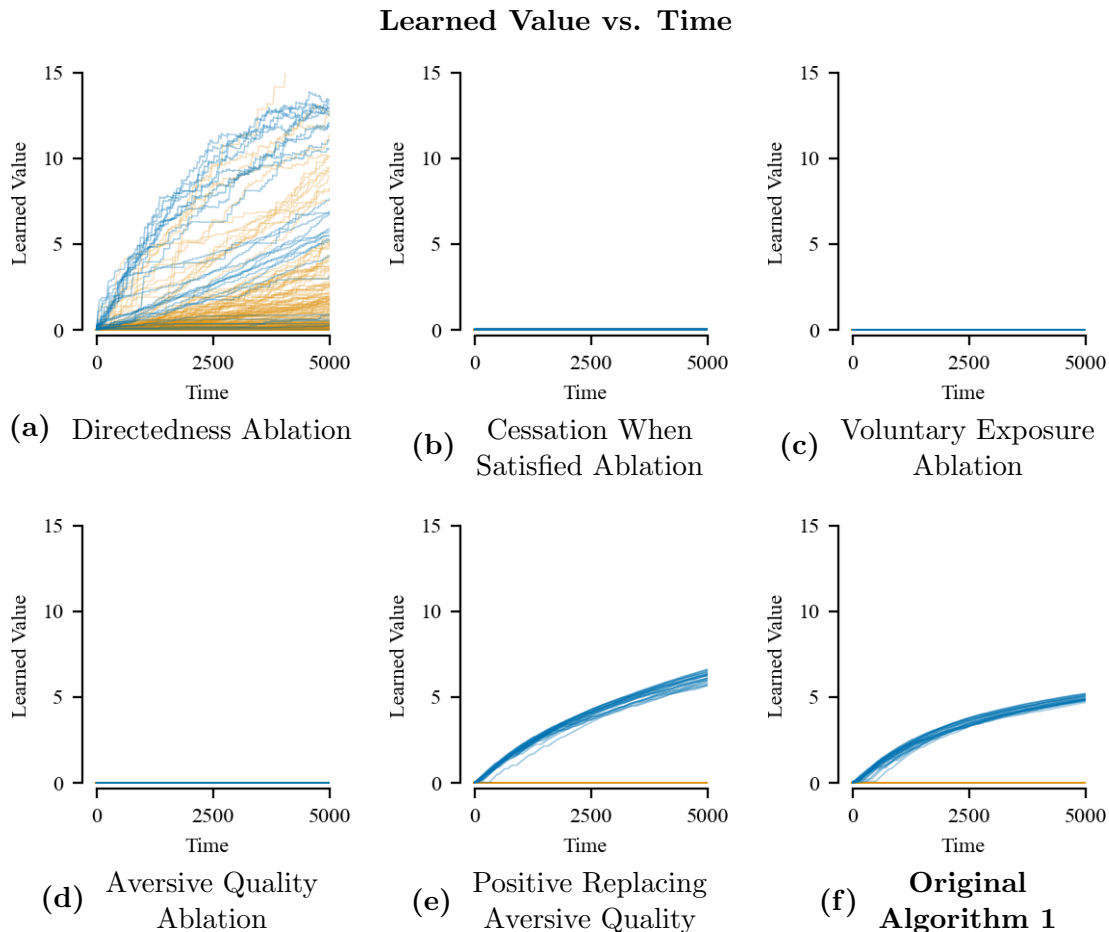 Learned Value vs. Time
15
10
5
0
Learned Value
0 2500 5000
Time
(a) Directedness Ablation
15
10
5
0
Learned Value
0 2500 5000
Time
(b) Cessation When
Satisfied Ablation
15
10
5
0
Learned Value
0 2500 5000
Time
(c) Voluntary Exposure
Ablation
15
10
5
0
Learned Value
0 2500 5000
Time
(d) Aversive Quality
Ablation
15
10
5
0
Learned Value
0 2500 5000
Time
(e) Positive Replacing
Aversive Quality
15
10
5
0
Learned Value
0 2500 5000
Time
(f) Original
Algorithm 1